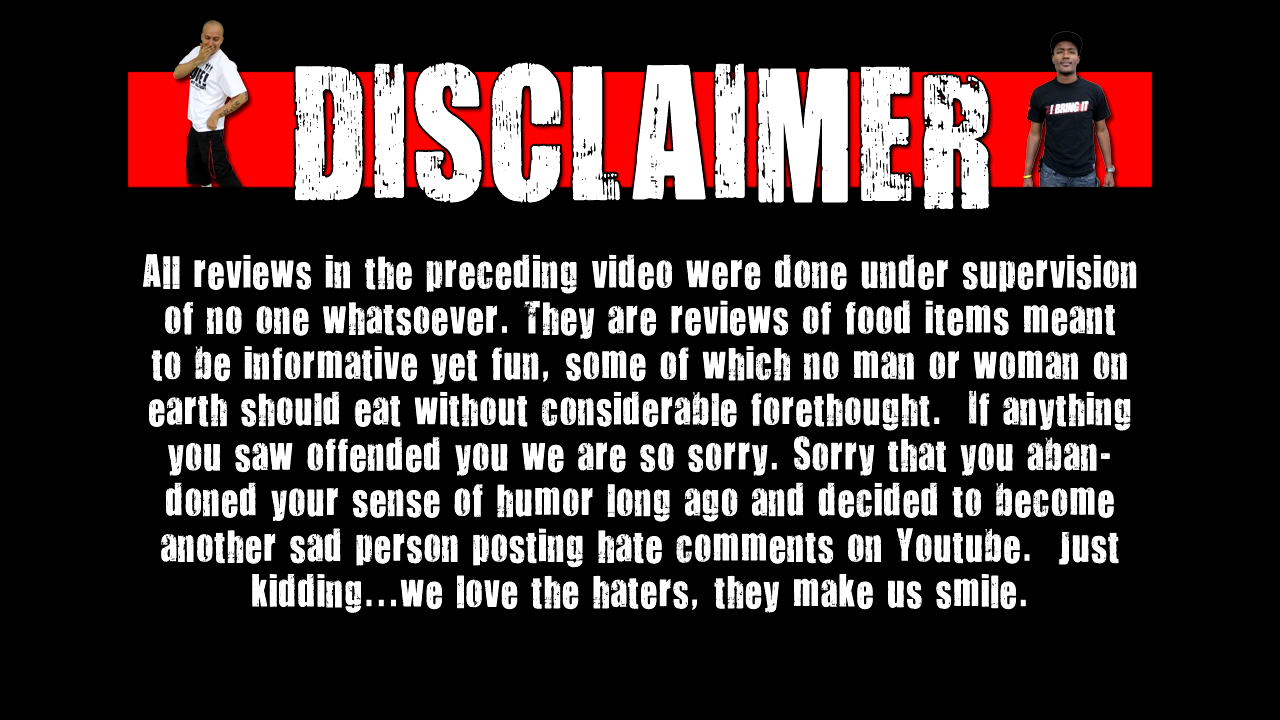 DISCLAIMER
I BRING IT
All reviews in the preceding video were done under supervision
of no one whatsoever. They are reviews of food items meant
to be informative yet fun, some of which no man or woman on
earth should eat without considerable forethought. If anything
you saw offended you we are so sorry. Sorry that you aban-
doned your sense of humor long ago and decided to become
another sad person posting hate comments on Youtube. Just
kidding...we love the haters, they make us smile.